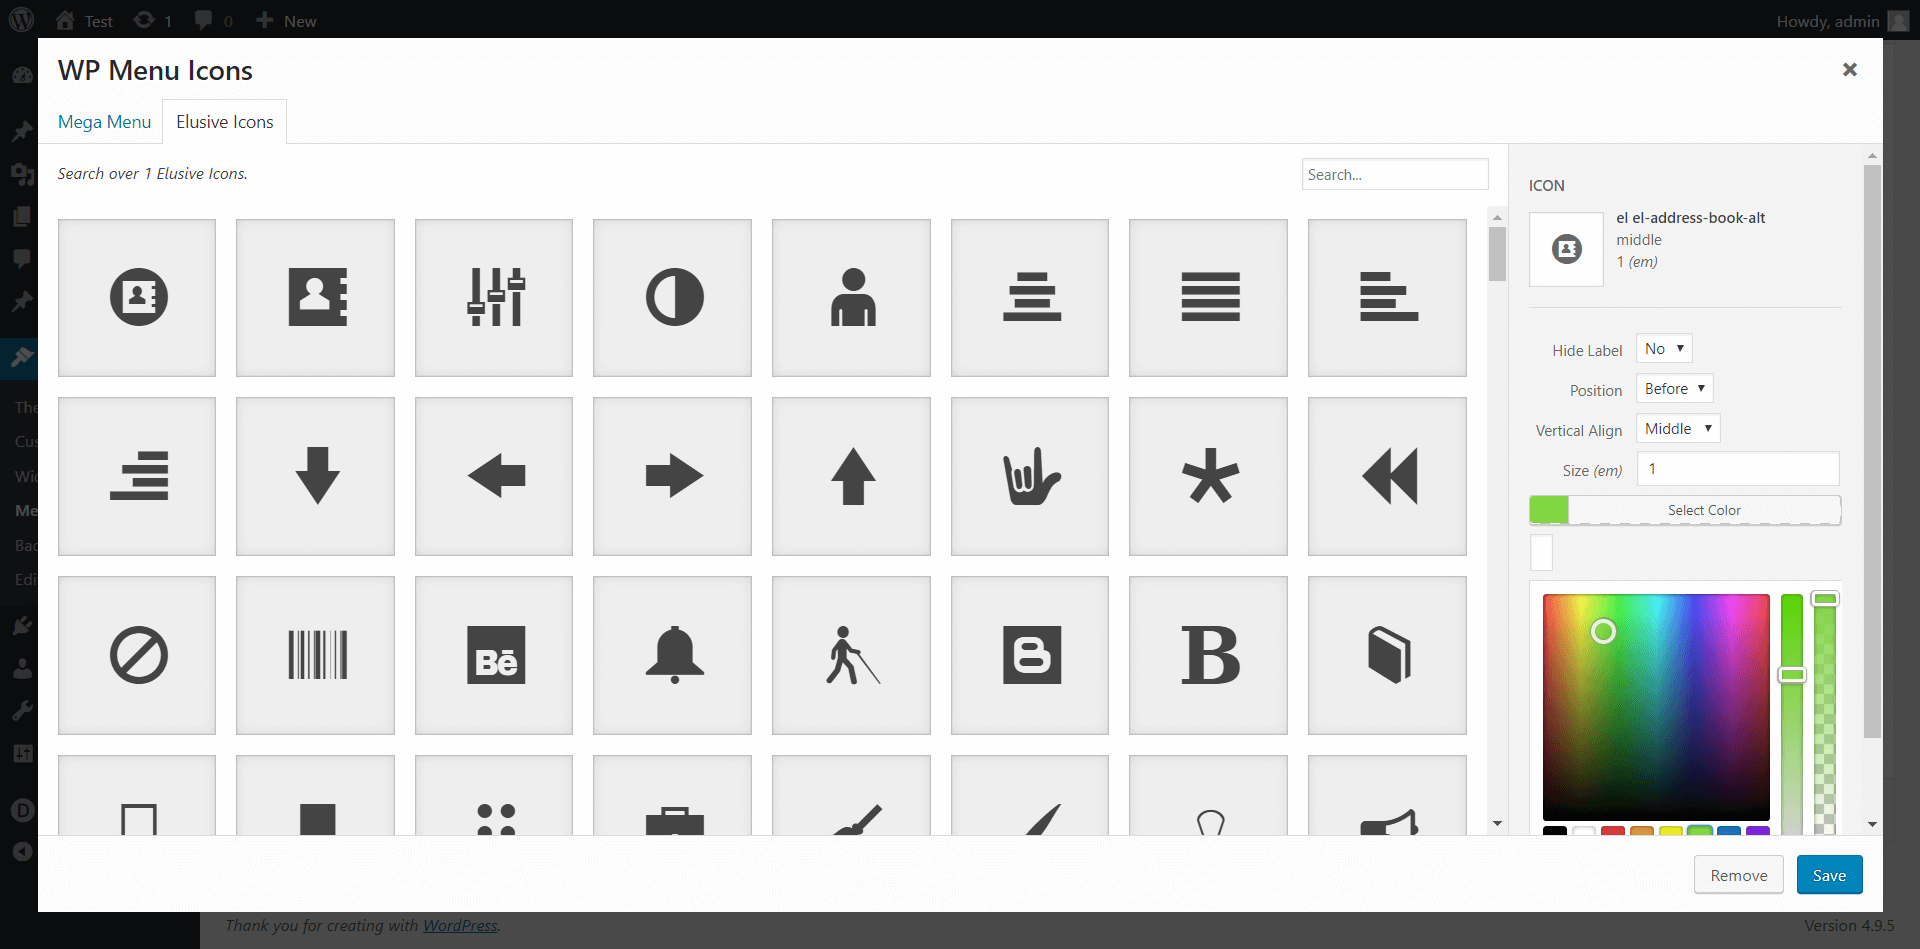 Test
1
0
New
Howdy, admin
WP Menu Icons
Mega Menu
Elusive Icons
Search over 1 Elusive Icons.
Search...
ICON
el el-address-book-alt
middle
1 (em)
Hide Label
No
Position
Before
Vertical Align
Middle
Size (em)
1
Select Color
Bē
B
B
The
Cus
Wid
Me
Bac
Edi
D
Remove
Save
Thank you for creating with WordPress.
Version 4.9.5